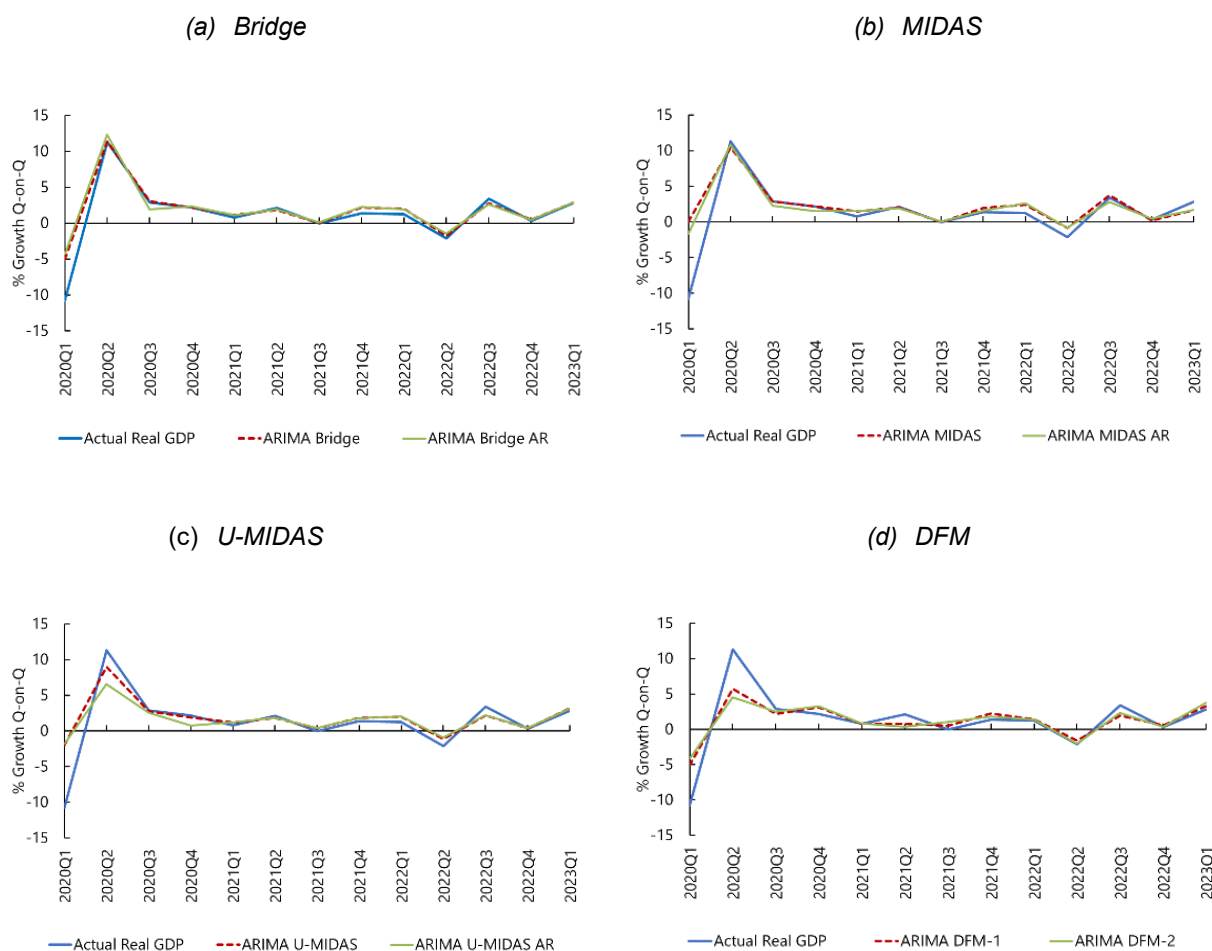 (a) Bridge
(b) MIDAS
% Growth Q-on-Q
15
10
5
0
-5
-10
-15
2020Q1
2020Q2
2020Q3
2020Q4
2021Q1
2021Q2
2021Q3
2021Q4
2022Q1
2022Q2
2022Q3
2022Q4
2023Q1
Actual Real GDP ARIMA Bridge ARIMA Bridge AR
% Growth Q-on-Q
15
10
5
0
-5
-10
-15
2020Q1
2020Q2
2020Q3
2020Q4
2021Q1
2021Q2
2021Q3
2021Q4
2022Q1
2022Q2
2022Q3
2022Q4
2023Q1
Actual Real GDP ARIMA MIDAS ARIMA MIDAS AR
(c) U-MIDAS
(d) DFM
% Growth Q-on-Q
15
10
5
0
-5
-10
-15
2020Q1
2020Q2
2020Q3
2020Q4
2021Q1
2021Q2
2021Q3
2021Q4
2022Q1
2022Q2
2022Q3
2022Q4
2023Q1
Actual Real GDP ARIMA U-MIDAS ARIMA U-MIDAS AR
% Growth Q-on-Q
15
10
5
0
-5
-10
-15
2020Q1
2020Q2
2020Q3
2020Q4
2021Q1
2021Q2
2021Q3
2021Q4
2022Q1
2022Q2
2022Q3
2022Q4
2023Q1
Actual Real GDP ARIMA DFM-1 ARIMA DFM-2